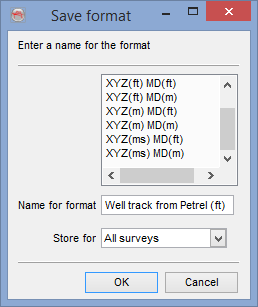 Save format
Enter a name for the format
XYZ(ft) MD(ft)
XYZ(ft) MD(m)
XYZ(m) MD(ft)
XYZ(m) MD(m)
XYZ(ms) MD(ft)
XYZ(ms) MD(m)
Name for format Well track from Petrel (ft)
Store for All surveys
OK Cancel